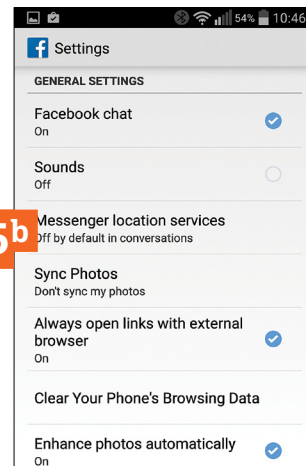 54% 10:46
f Settings
GENERAL SETTINGS
Facebook chat
On
Sounds
Off
5b
Messenger location services
Off by default in conversations
Sync Photos
Don't sync my photos
Always open links with external
browser
On
Clear Your Phone's Browsing Data
Enhance photos automatically
On